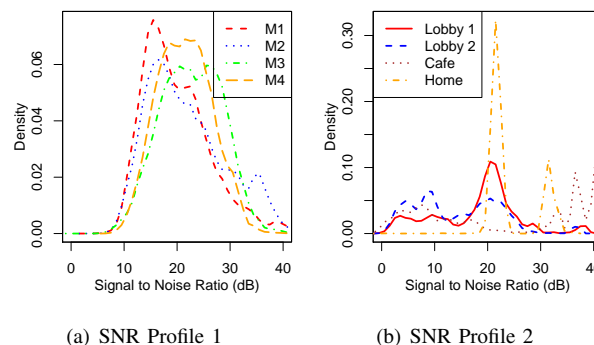 M1
M2
M3
M4
Density
0.00 0.02 0.04 0.06
0 10 20 30 40
Signal to Noise Ratio (dB)
(a) SNR Profile 1
Lobby 1
Lobby 2
Cafe
Home
Density
0.00 0.10 0.20 0.30
0 10 20 30 40
Signal to Noise Ratio (dB)
(b) SNR Profile 2